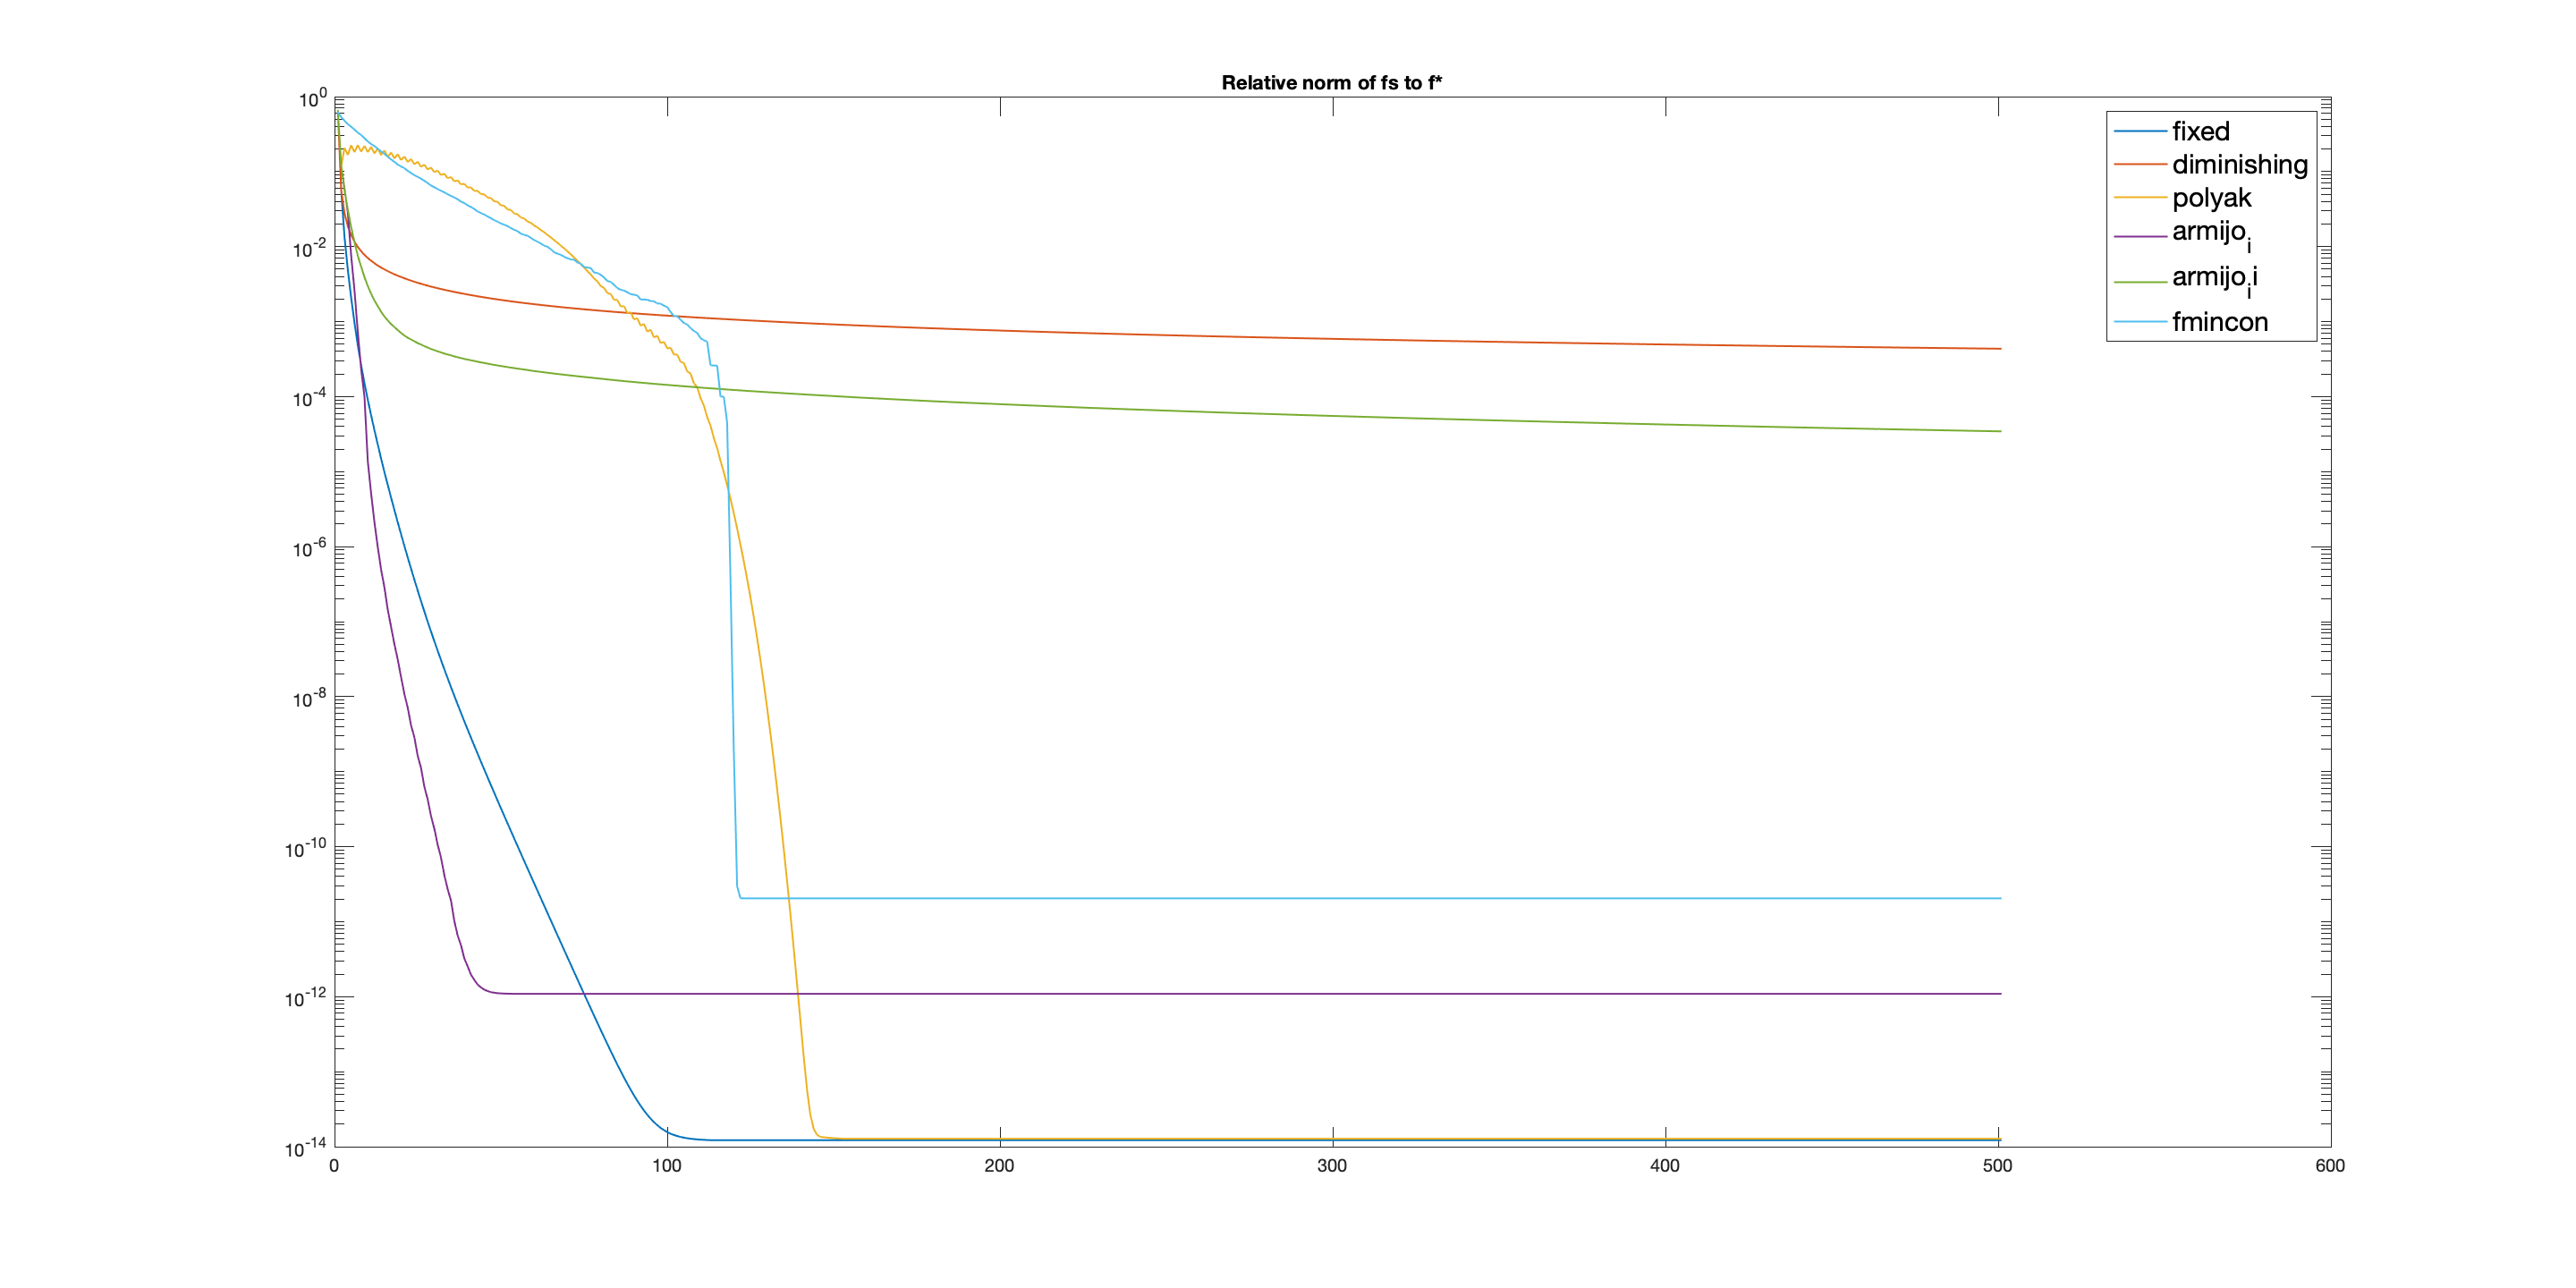 Relative norm of fs to f*
10^0
10^-2
10^-4
10^-6
10^-8
10^-10
10^-12
10^-14
0 100 200 300 400 500 600
fixed
diminishing
polyak
armijo_i
armijo_ii
fmincon